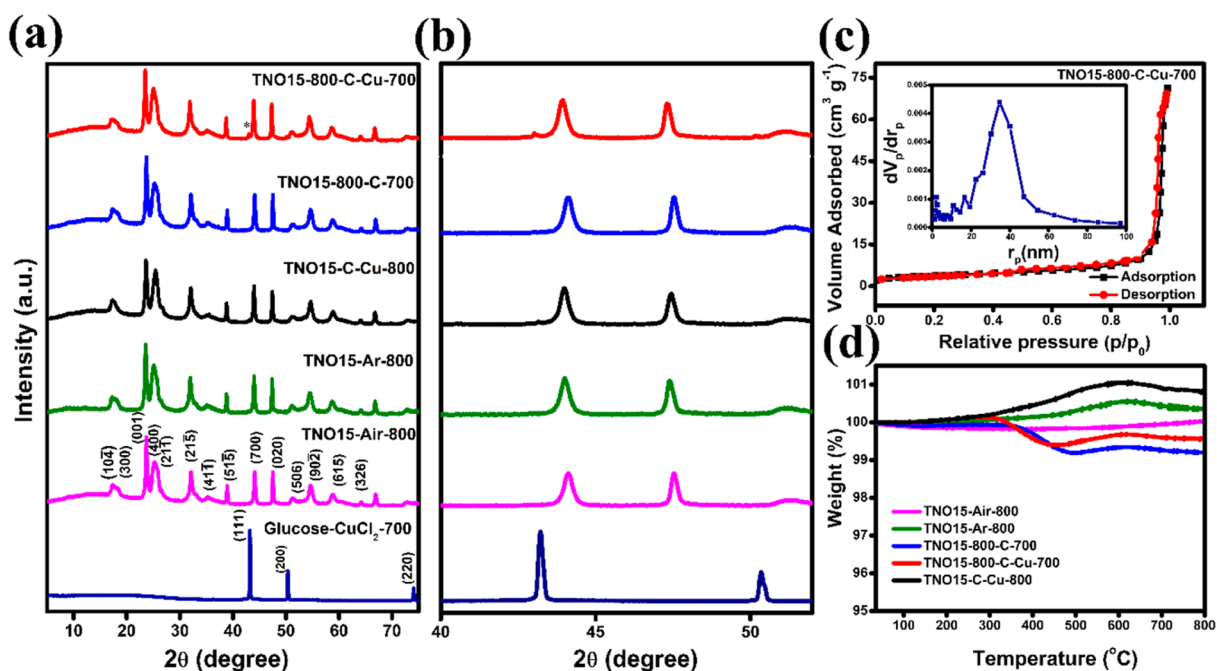 (a)
TNO15-800-C-Cu-700
*
TNO15-800-C-700
TNO15-C-Cu-800
TNO15-Ar-800
TNO15-Air-800
(104̄)
(300)
(001)
(400)
(211̄)
(215)
(411̄)
(515̄)
(700)
(020)
(506)
(902̄)
(615)
(326)
Glucose-CuCl₂-700
(111)
(200)
(220)
Intensity (a.u.)
10 20 30 40 50 60 70
2θ (degree)
(b)
40 45 50
2θ (degree)
(c)
TNO15-800-C-Cu-700
Volume Adsorbed (cm³ g⁻¹)
75
60
45
30
15
0
dVp/drp
0.005
0.004
0.003
0.002
0.001
0.000
0 20 40 60 80 100
rp(nm)
Adsorption
Desorption
0.0 0.2 0.4 0.6 0.8 1.0
Relative pressure (p/p₀)
(d)
Weight (%)
101
100
99
98
97
96
95
TNO15-Air-800
TNO15-Ar-800
TNO15-800-C-700
TNO15-800-C-Cu-700
TNO15-C-Cu-800
100 200 300 400 500 600 700 800
Temperature (°C)